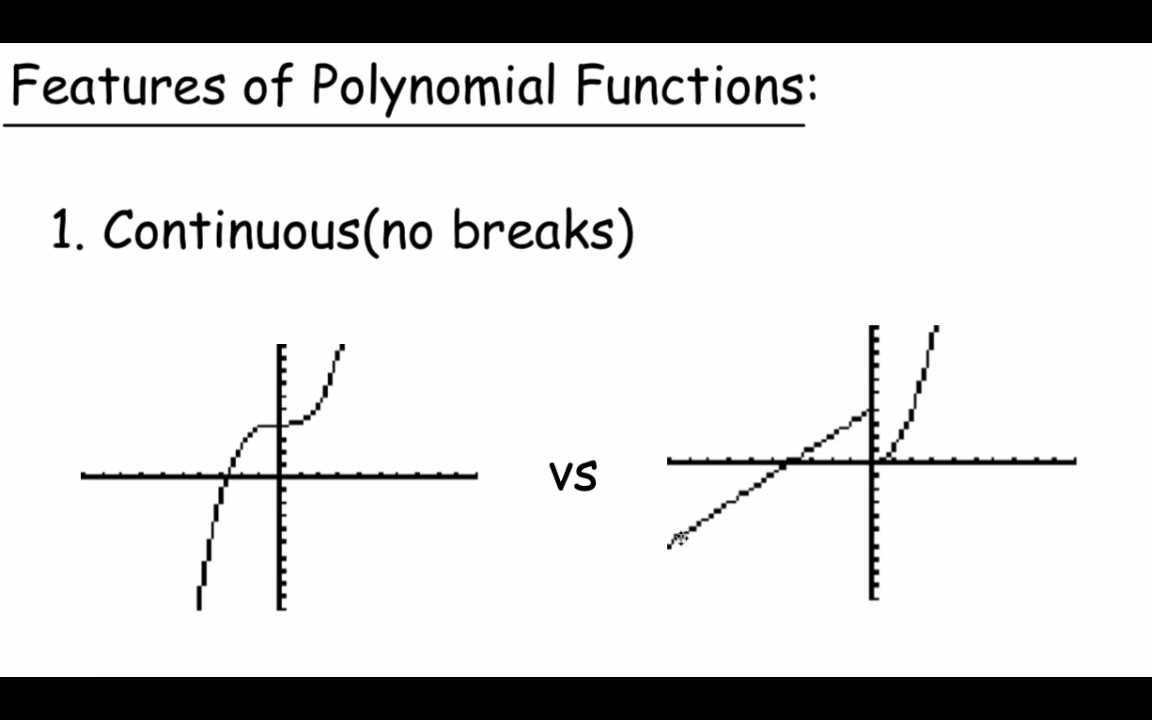 Features of Polynomial Functions:
1. Continuous(no breaks)
vs